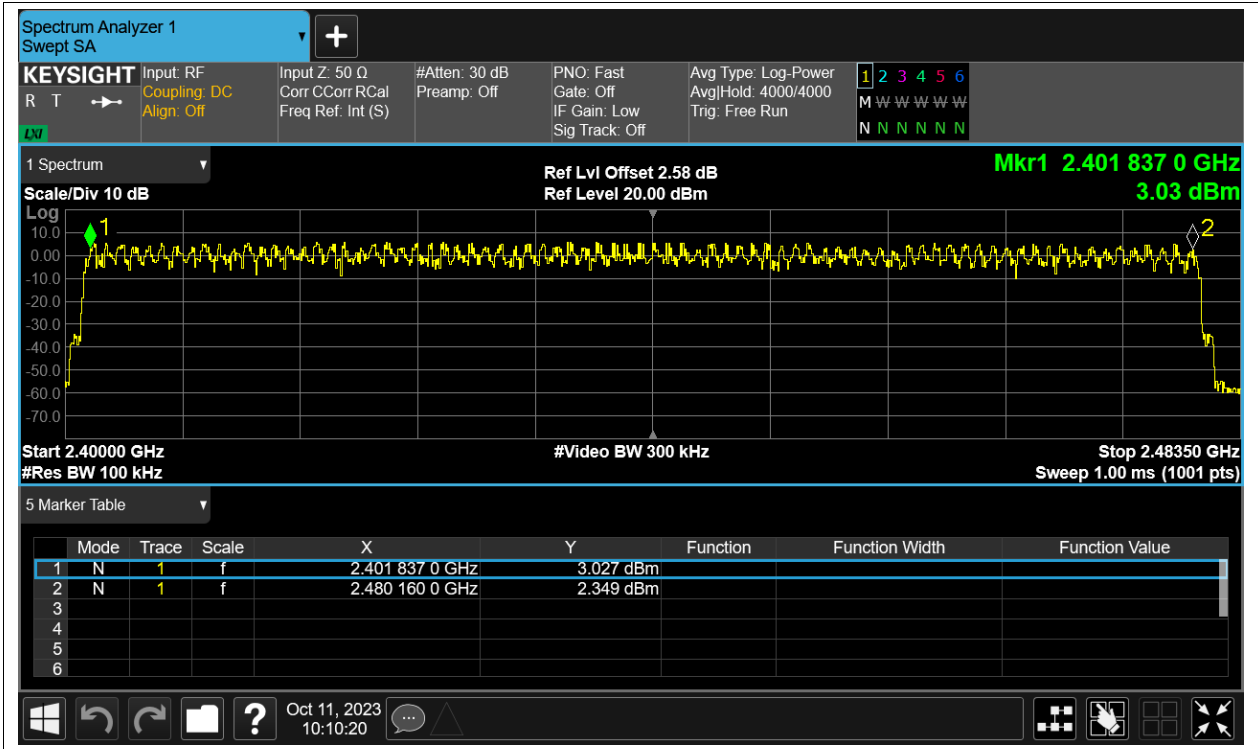 Spectrum Analyzer 1
Swept SA
KEYSIGHT
R T
LXI
Input: RF
Coupling: DC
Align: Off
Input Z: 50 Ω
Corr CCorr RCal
Freq Ref: Int (S)
#Atten: 30 dB
Preamp: Off
PNO: Fast
Gate: Off
IF Gain: Low
Sig Track: Off
Avg Type: Log-Power
Avg|Hold: 4000/4000
Trig: Free Run
1 2 3 4 5 6
M W W W W W
N N N N N N
1 Spectrum
Scale/Div 10 dB
Ref Lvl Offset 2.58 dB
Ref Level 20.00 dBm
Mkr1 2.401 837 0 GHz
3.03 dBm
Log
10.0
0.00
-10.0
-20.0
-30.0
-40.0
-50.0
-60.0
-70.0
1
2
Start 2.40000 GHz
#Res BW 100 kHz
#Video BW 300 kHz
Stop 2.48350 GHz
Sweep 1.00 ms (1001 pts)
5 Marker Table
Mode Trace Scale X Y Function Function Width Function Value
1 N 1 f 2.401 837 0 GHz 3.027 dBm
2 N 1 f 2.480 160 0 GHz 2.349 dBm
3
4
5
6
?
Oct 11, 2023
10:10:20